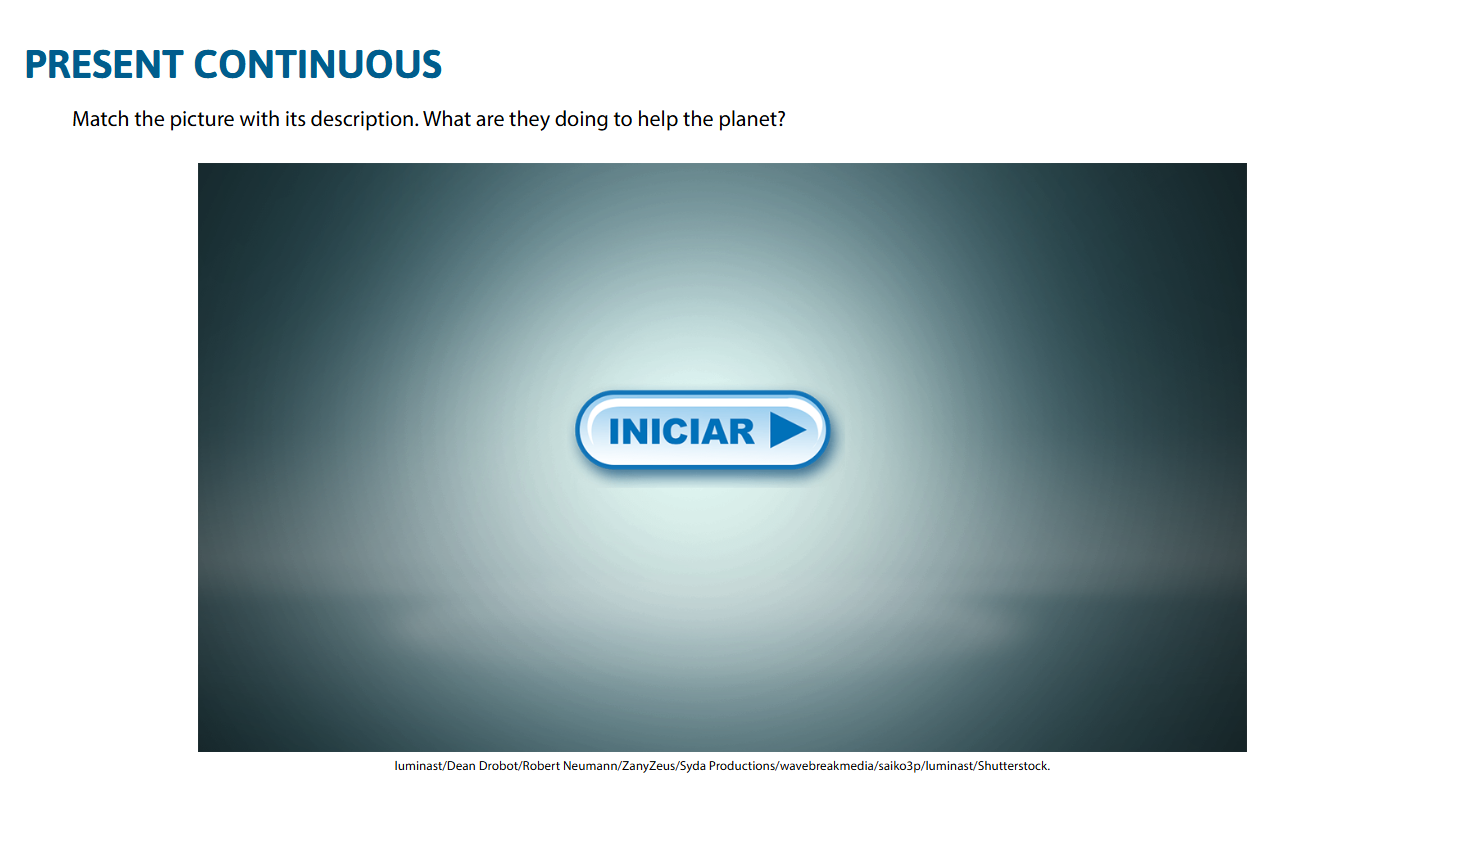 PRESENT CONTINUOUS
Match the picture with its description. What are they doing to help the planet?
INICIAR
luminast/Dean Drobot/Robert Neumann/ZanyZeus/Syda Productions/wavebreakmedia/saiko3p/luminast/Shutterstock.